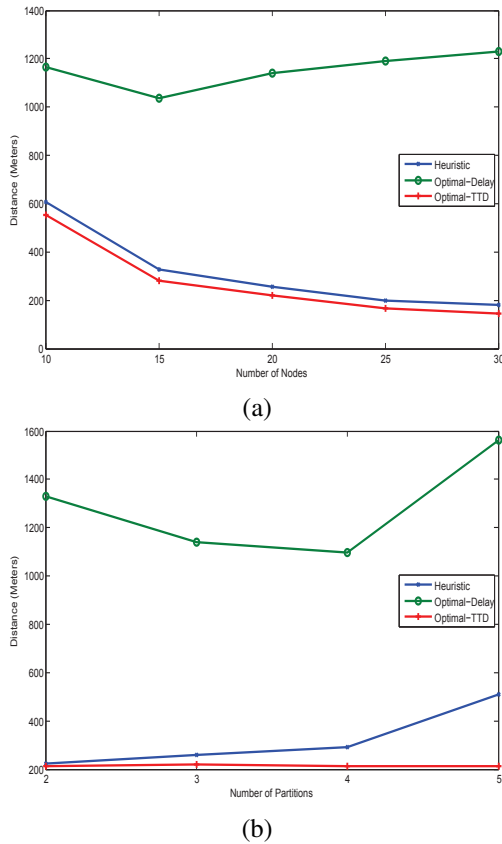 1400
1200
1000
800
600
400
200
0
Distance (Meters)
Heuristic
Optimal-Delay
Optimal-TTD
10 15 20 25 30
Number of Nodes
(a)
1600
1400
1200
1000
800
600
400
200
Distance (Meters)
Heuristic
Optimal-Delay
Optimal-TTD
2 3 4 5
Number of Partitions
(b)